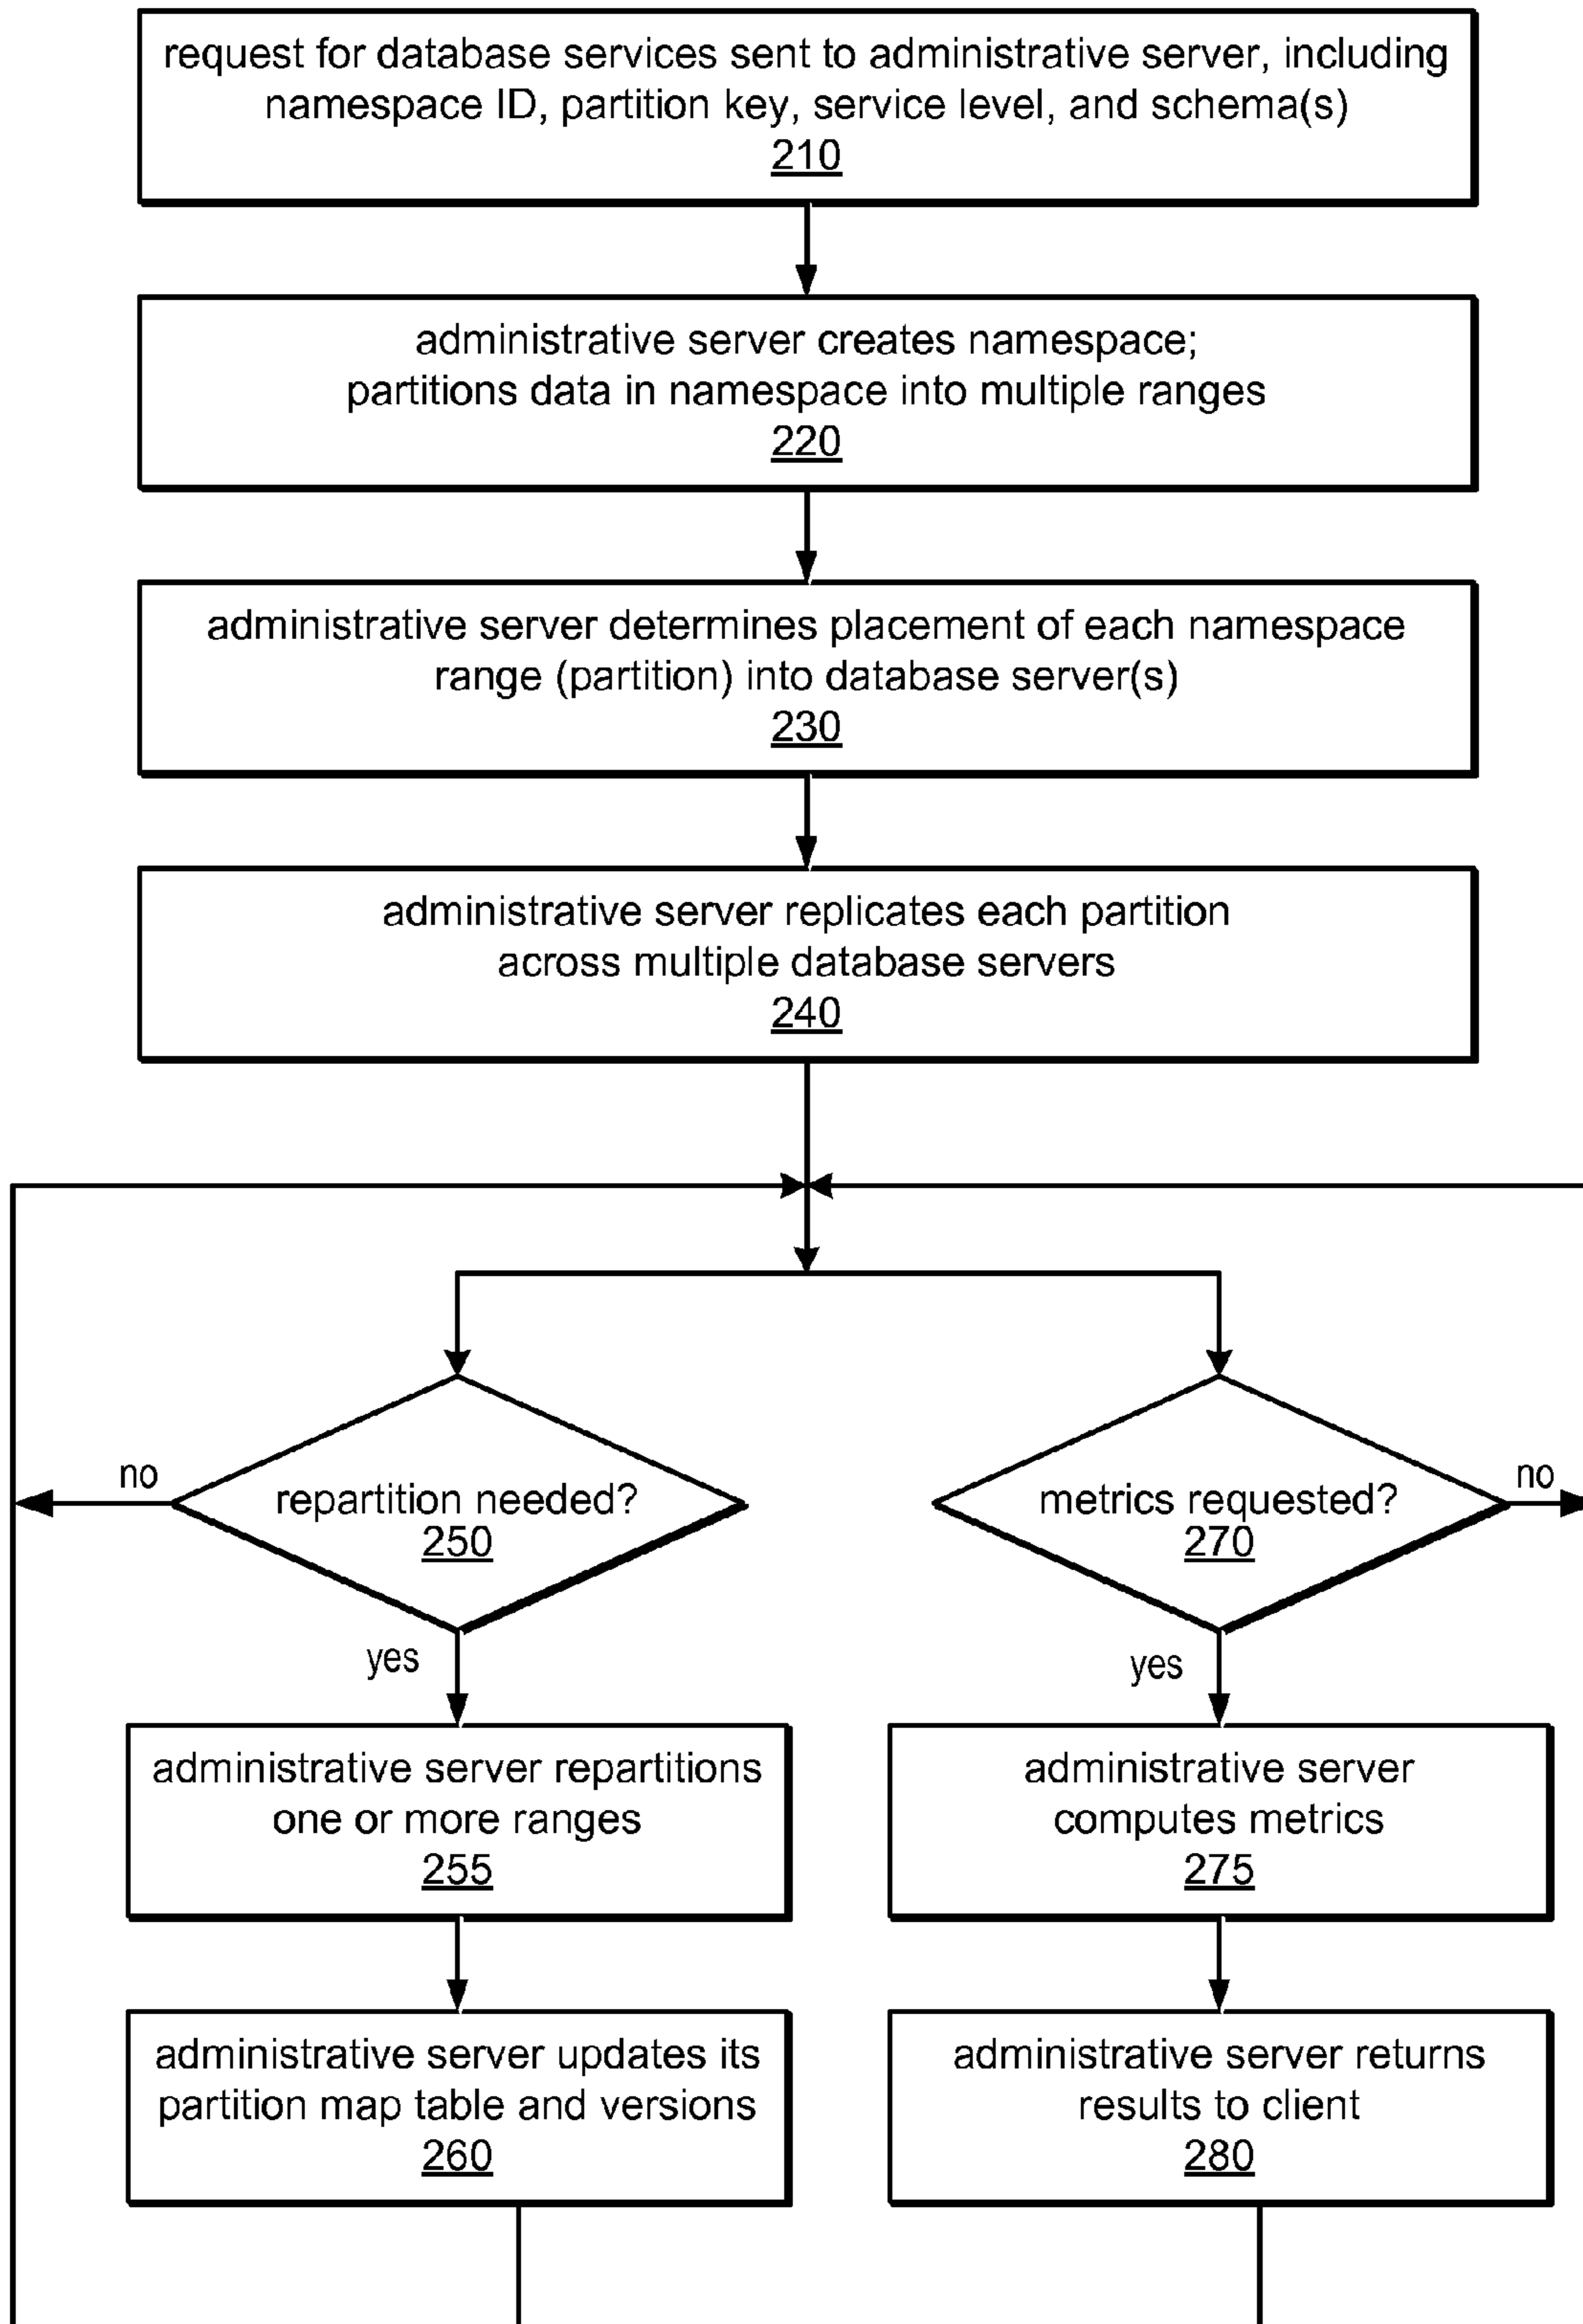 request for database services sent to administrative server, including
namespace ID, partition key, service level, and schema(s)
210
administrative server creates namespace;
partitions data in namespace into multiple ranges
220
administrative server determines placement of each namespace
range (partition) into database server(s)
230
administrative server replicates each partition
across multiple database servers
240
no
repartition needed?
250
yes
administrative server repartitions
one or more ranges
255
administrative server updates its
partition map table and versions
260
metrics requested?
270
no
yes
administrative server
computes metrics
275
administrative server returns
results to client
280